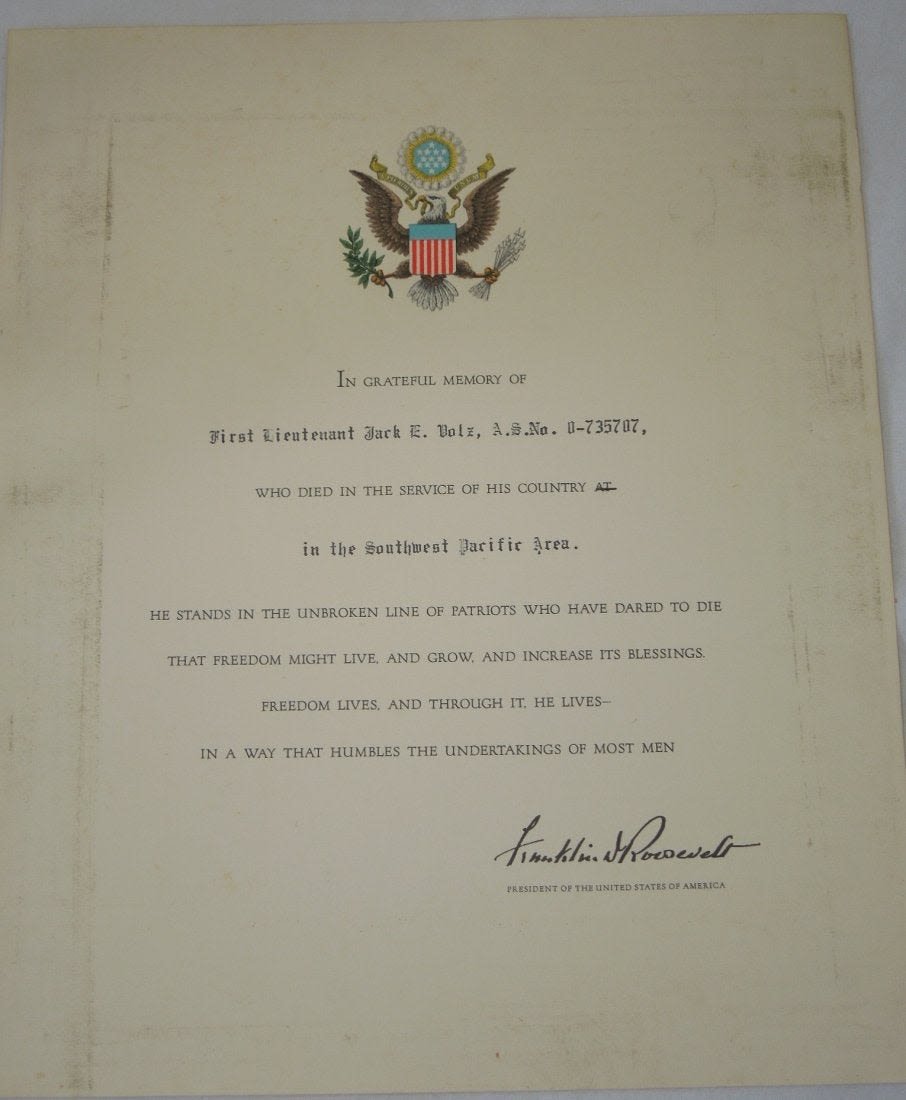 In grateful memory of
First Lieutenant Jack E. Volz, A.S.No. O-735707,
WHO DIED IN THE SERVICE OF HIS COUNTRY AT
in the Southwest Pacific Area.
HE STANDS IN THE UNBROKEN LINE OF PATRIOTS WHO HAVE DARED TO DIE
THAT FREEDOM MIGHT LIVE, AND GROW, AND INCREASE ITS BLESSINGS.
FREEDOM LIVES, AND THROUGH IT, HE LIVES—
IN A WAY THAT HUMBLES THE UNDERTAKINGS OF MOST MEN
Franklin D Roosevelt
PRESIDENT OF THE UNITED STATES OF AMERICA